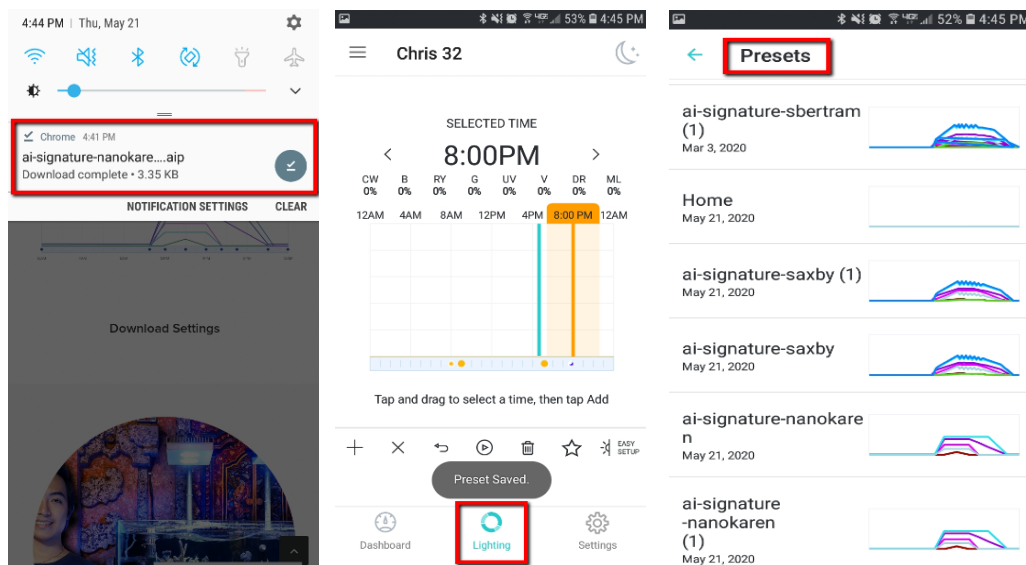 4:44 PM | Thu, May 21
Chrome 4:41 PM
ai-signature-nanokare....aip
Download complete • 3.35 KB
NOTIFICATION SETTINGS CLEAR
Download Settings
53% 4:45 PM
Chris 32
SELECTED TIME
8:00PM
CW B RY G UV V DR ML
0% 0% 0% 0% 0% 0% 0% 0%
12AM 4AM 8AM 12PM 4PM 8:00 PM 12AM
Tap and drag to select a time, then tap Add
EASY
SETUP
Preset Saved.
Dashboard Lighting Settings
52% 4:45 PM
Presets
ai-signature-sbertram
(1)
Mar 3, 2020
Home
May 21, 2020
ai-signature-saxby (1)
May 21, 2020
ai-signature-saxby
May 21, 2020
ai-signature-nanokare
n
May 21, 2020
ai-signature
-nanokaren
(1)
May 21, 2020